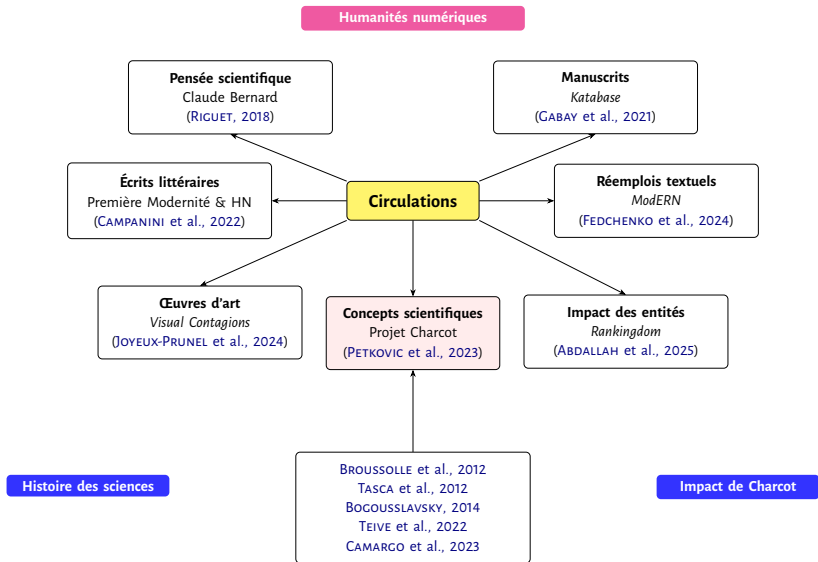 Humanités numériques
Pensée scientifique
Claude Bernard
(Riguet, 2018)
Manuscrits
Katabase
(Gabay et al., 2021)
Écrits littéraires
Première Modernité & HN
(Campanini et al., 2022)
Circulations
Réemplois textuels
ModERN
(Fedchenko et al., 2024)
Œuvres d'art
Visual Contagions
(Joyeux-Prunel et al., 2024)
Concepts scientifiques
Projet Charcot
(Petkovic et al., 2023)
Impact des entités
Rankingdom
(Abdallah et al., 2025)
Histoire des sciences
Broussolle et al., 2012
Tasca et al., 2012
Bogousslavsky, 2014
Teive et al., 2022
Camargo et al., 2023
Impact de Charcot